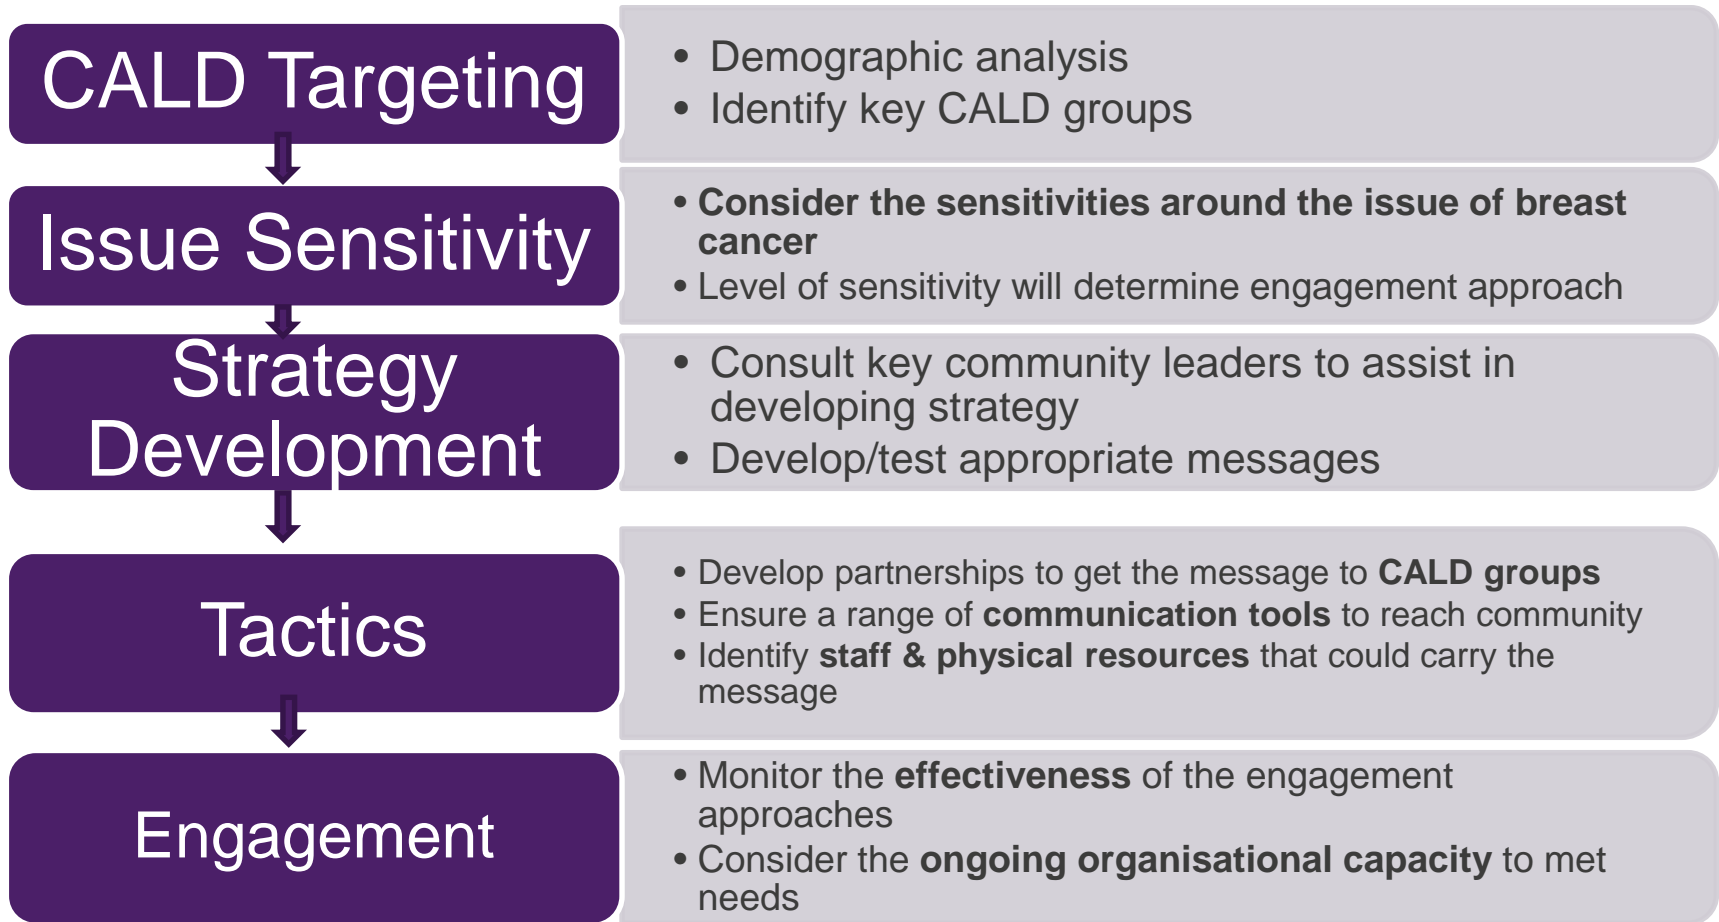 CALD Targeting
• Demographic analysis
• Identify key CALD groups
Issue Sensitivity
• Consider the sensitivities around the issue of breast
cancer
• Level of sensitivity will determine engagement approach
Strategy
Development
• Consult key community leaders to assist in
developing strategy
• Develop/test appropriate messages
Tactics
• Develop partnerships to get the message to CALD groups
• Ensure a range of communication tools to reach community
• Identify staff & physical resources that could carry the
message
Engagement
• Monitor the effectiveness of the engagement
approaches
• Consider the ongoing organisational capacity to met
needs